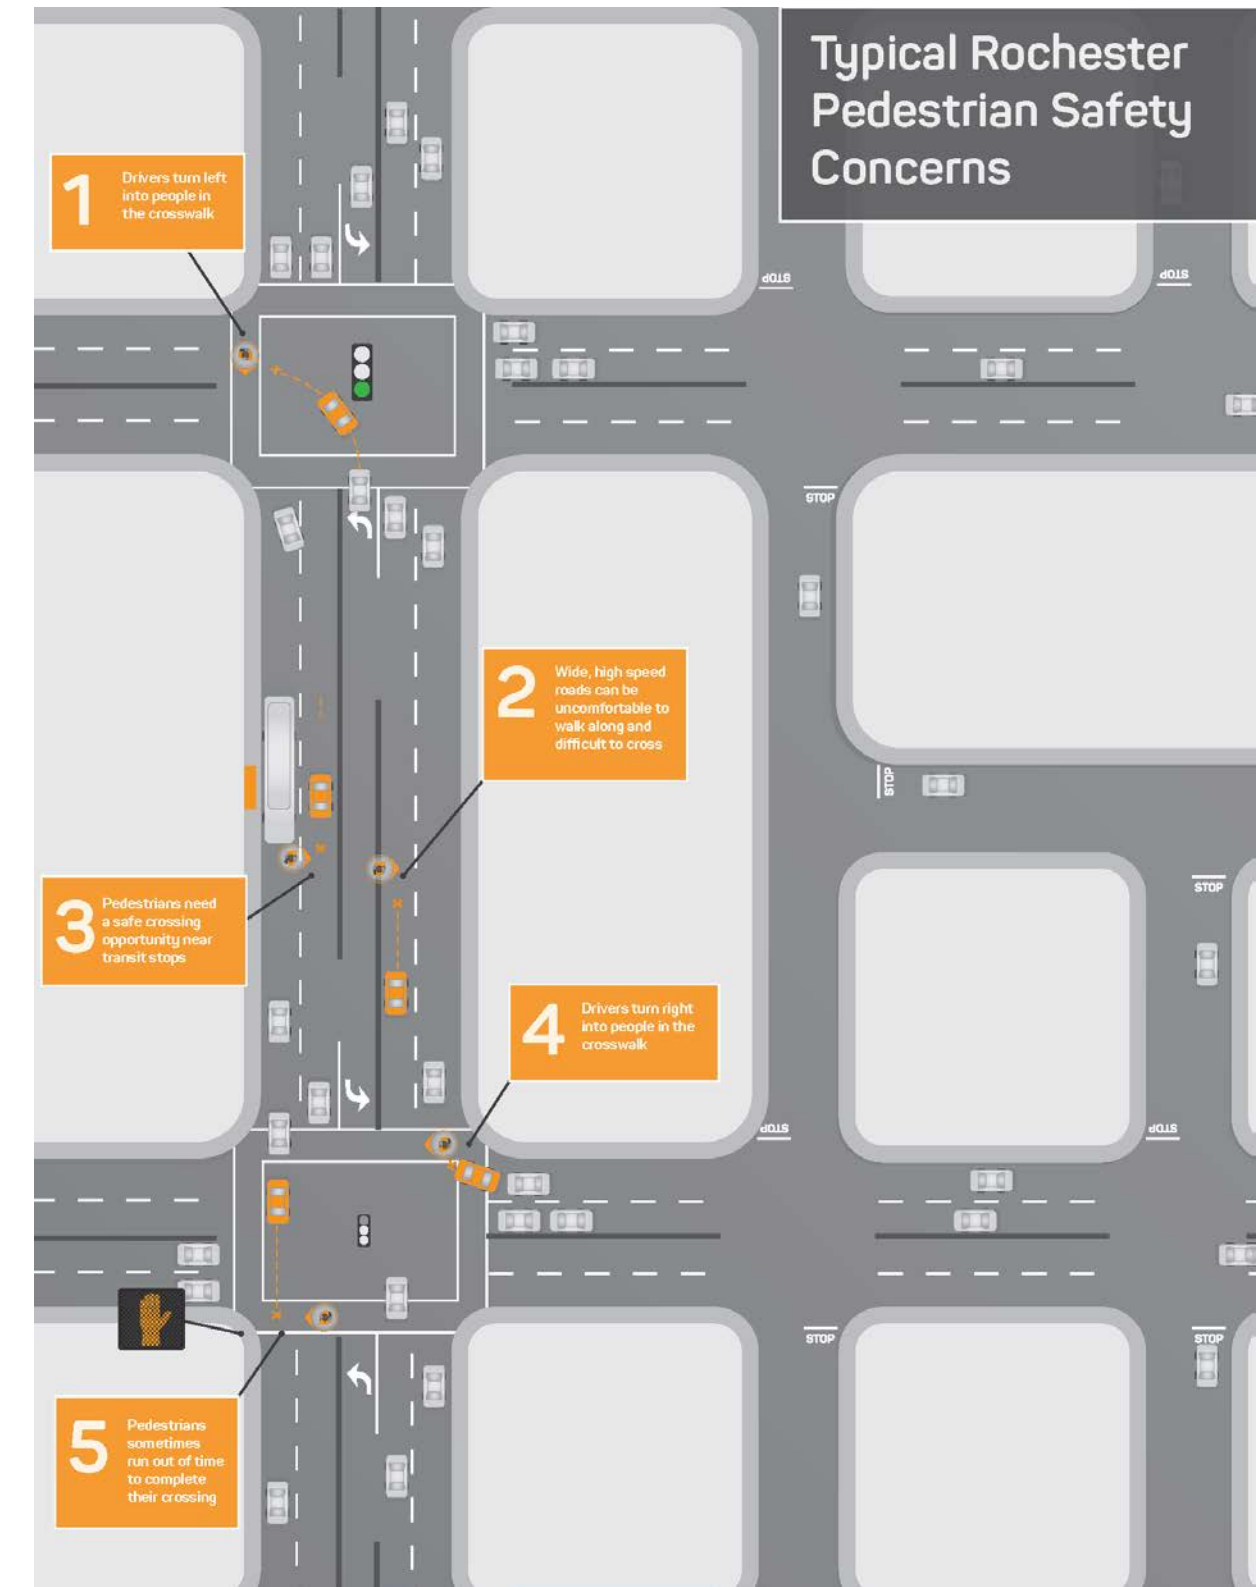 Typical Rochester
Pedestrian Safety
Concerns
1
Drivers turn left
into people in
the crosswalk
STOP
STOP
STOP
2
Wide, high speed
roads can be
uncomfortable to
walk along and
difficult to cross
STOP
3
Pedestrians need
a safe crossing
opportunity near
transit stops
STOP
4
Drivers turn right
into people in the
crosswalk
STOP
STOP
STOP
STOP
5
Pedestrians
sometimes
run out of time
to complete
their crossing